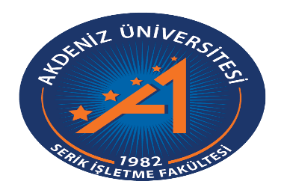 AKDENİZ ÜNİVERSİTESİ
1982
SERİK İŞLETME FAKÜLTESİ